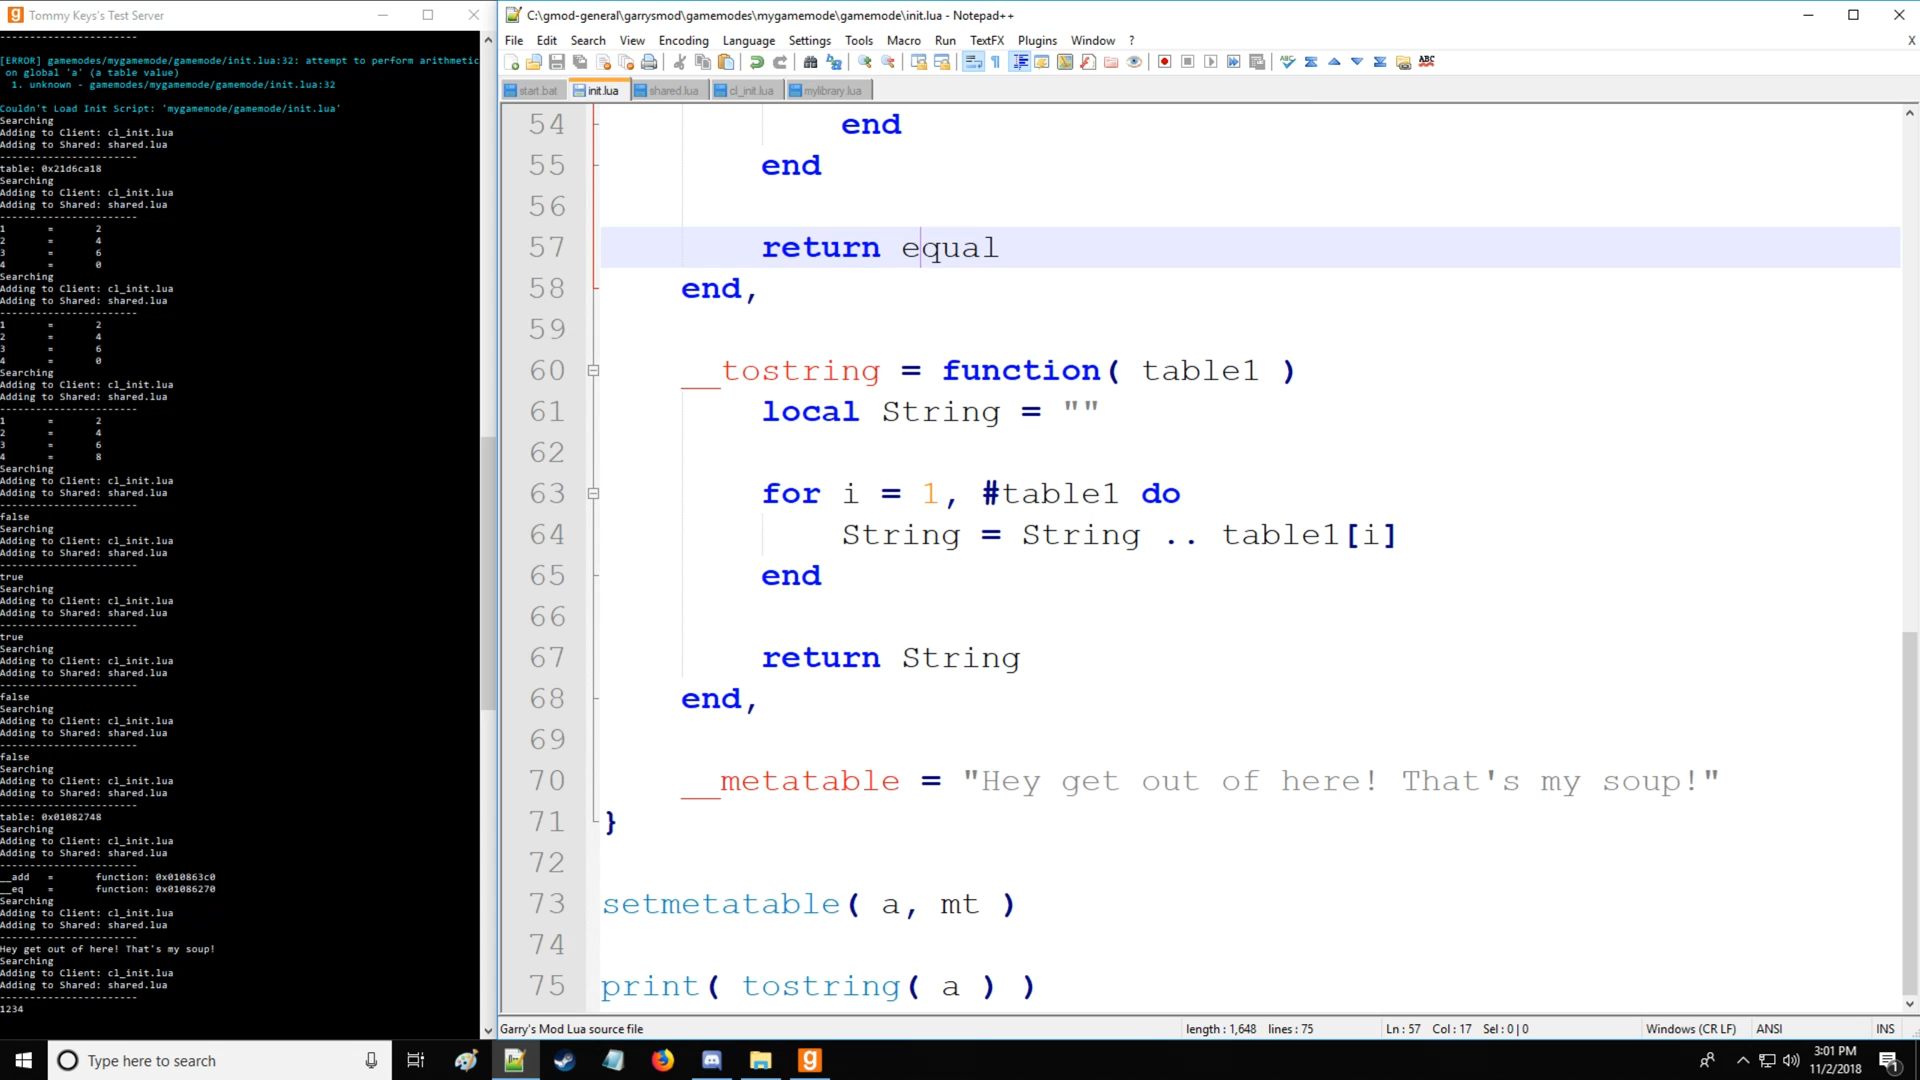 Tommy Keys's Test Server
-----------------------
[ERROR] gamemodes/mygamemode/gamemode/init.lua:32: attempt to perform arithmetic
on global 'a' (a table value)
1. unknown - gamemodes/mygamemode/gamemode/init.lua:32
Couldn't Load Init Script: 'mygamemode/gamemode/init.lua'
Searching
Adding to Client: cl_init.lua
Adding to Shared: shared.lua
-----------------------
table: 0x21d6ca18
Searching
Adding to Client: cl_init.lua
Adding to Shared: shared.lua
-----------------------
1 = 2
2 = 4
3 = 6
4 = 0
Searching
Adding to Client: cl_init.lua
Adding to Shared: shared.lua
-----------------------
1 = 2
2 = 4
3 = 6
4 = 0
Searching
Adding to Client: cl_init.lua
Adding to Shared: shared.lua
-----------------------
1 = 2
2 = 4
3 = 6
4 = 8
Searching
Adding to Client: cl_init.lua
Adding to Shared: shared.lua
-----------------------
false
Searching
Adding to Client: cl_init.lua
Adding to Shared: shared.lua
-----------------------
true
Searching
Adding to Client: cl_init.lua
Adding to Shared: shared.lua
-----------------------
true
Searching
Adding to Client: cl_init.lua
Adding to Shared: shared.lua
-----------------------
false
Searching
Adding to Client: cl_init.lua
Adding to Shared: shared.lua
-----------------------
false
Searching
Adding to Client: cl_init.lua
Adding to Shared: shared.lua
-----------------------
table: 0x01082748
Searching
Adding to Client: cl_init.lua
Adding to Shared: shared.lua
-----------------------
__add = function: 0x010863c0
__eq = function: 0x01086270
Searching
Adding to Client: cl_init.lua
Adding to Shared: shared.lua
-----------------------
Hey get out of here! That's my soup!
Searching
Adding to Client: cl_init.lua
Adding to Shared: shared.lua
-----------------------
1234
C:\gmod-general\garrysmod\gamemodes\mygamemode\gamemode\init.lua - Notepad++
File Edit Search View Encoding Language Settings Tools Macro Run TextFX Plugins Window ? X
start.bat init.lua shared.lua cl_init.lua mylibrary.lua
54 end
55 end
56
57 return equal
58 end,
59
60 __tostring = function( table1 )
61 local String = ""
62
63 for i = 1, #table1 do
64 String = String .. table1[i]
65 end
66
67 return String
68 end,
69
70 __metatable = "Hey get out of here! That's my soup!"
71 }
72
73 setmetatable( a, mt )
74
75 print( tostring( a ) )
Garry's Mod Lua source file length : 1,648 lines : 75 Ln : 57 Col : 17 Sel : 0 | 0 Windows (CR LF) ANSI INS
Type here to search
3:01 PM
11/2/2018